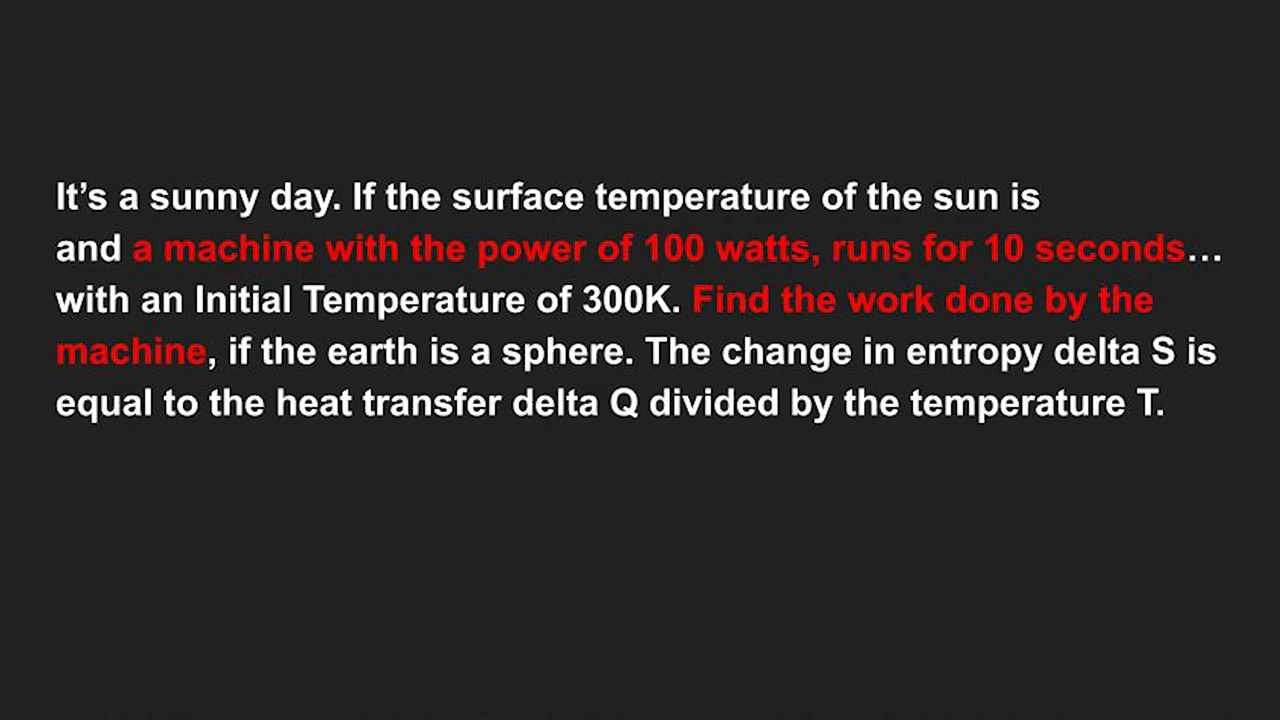 It’s a sunny day. If the surface temperature of the sun is
and a machine with the power of 100 watts, runs for 10 seconds…
with an Initial Temperature of 300K. Find the work done by the
machine, if the earth is a sphere. The change in entropy delta S is
equal to the heat transfer delta Q divided by the temperature T.